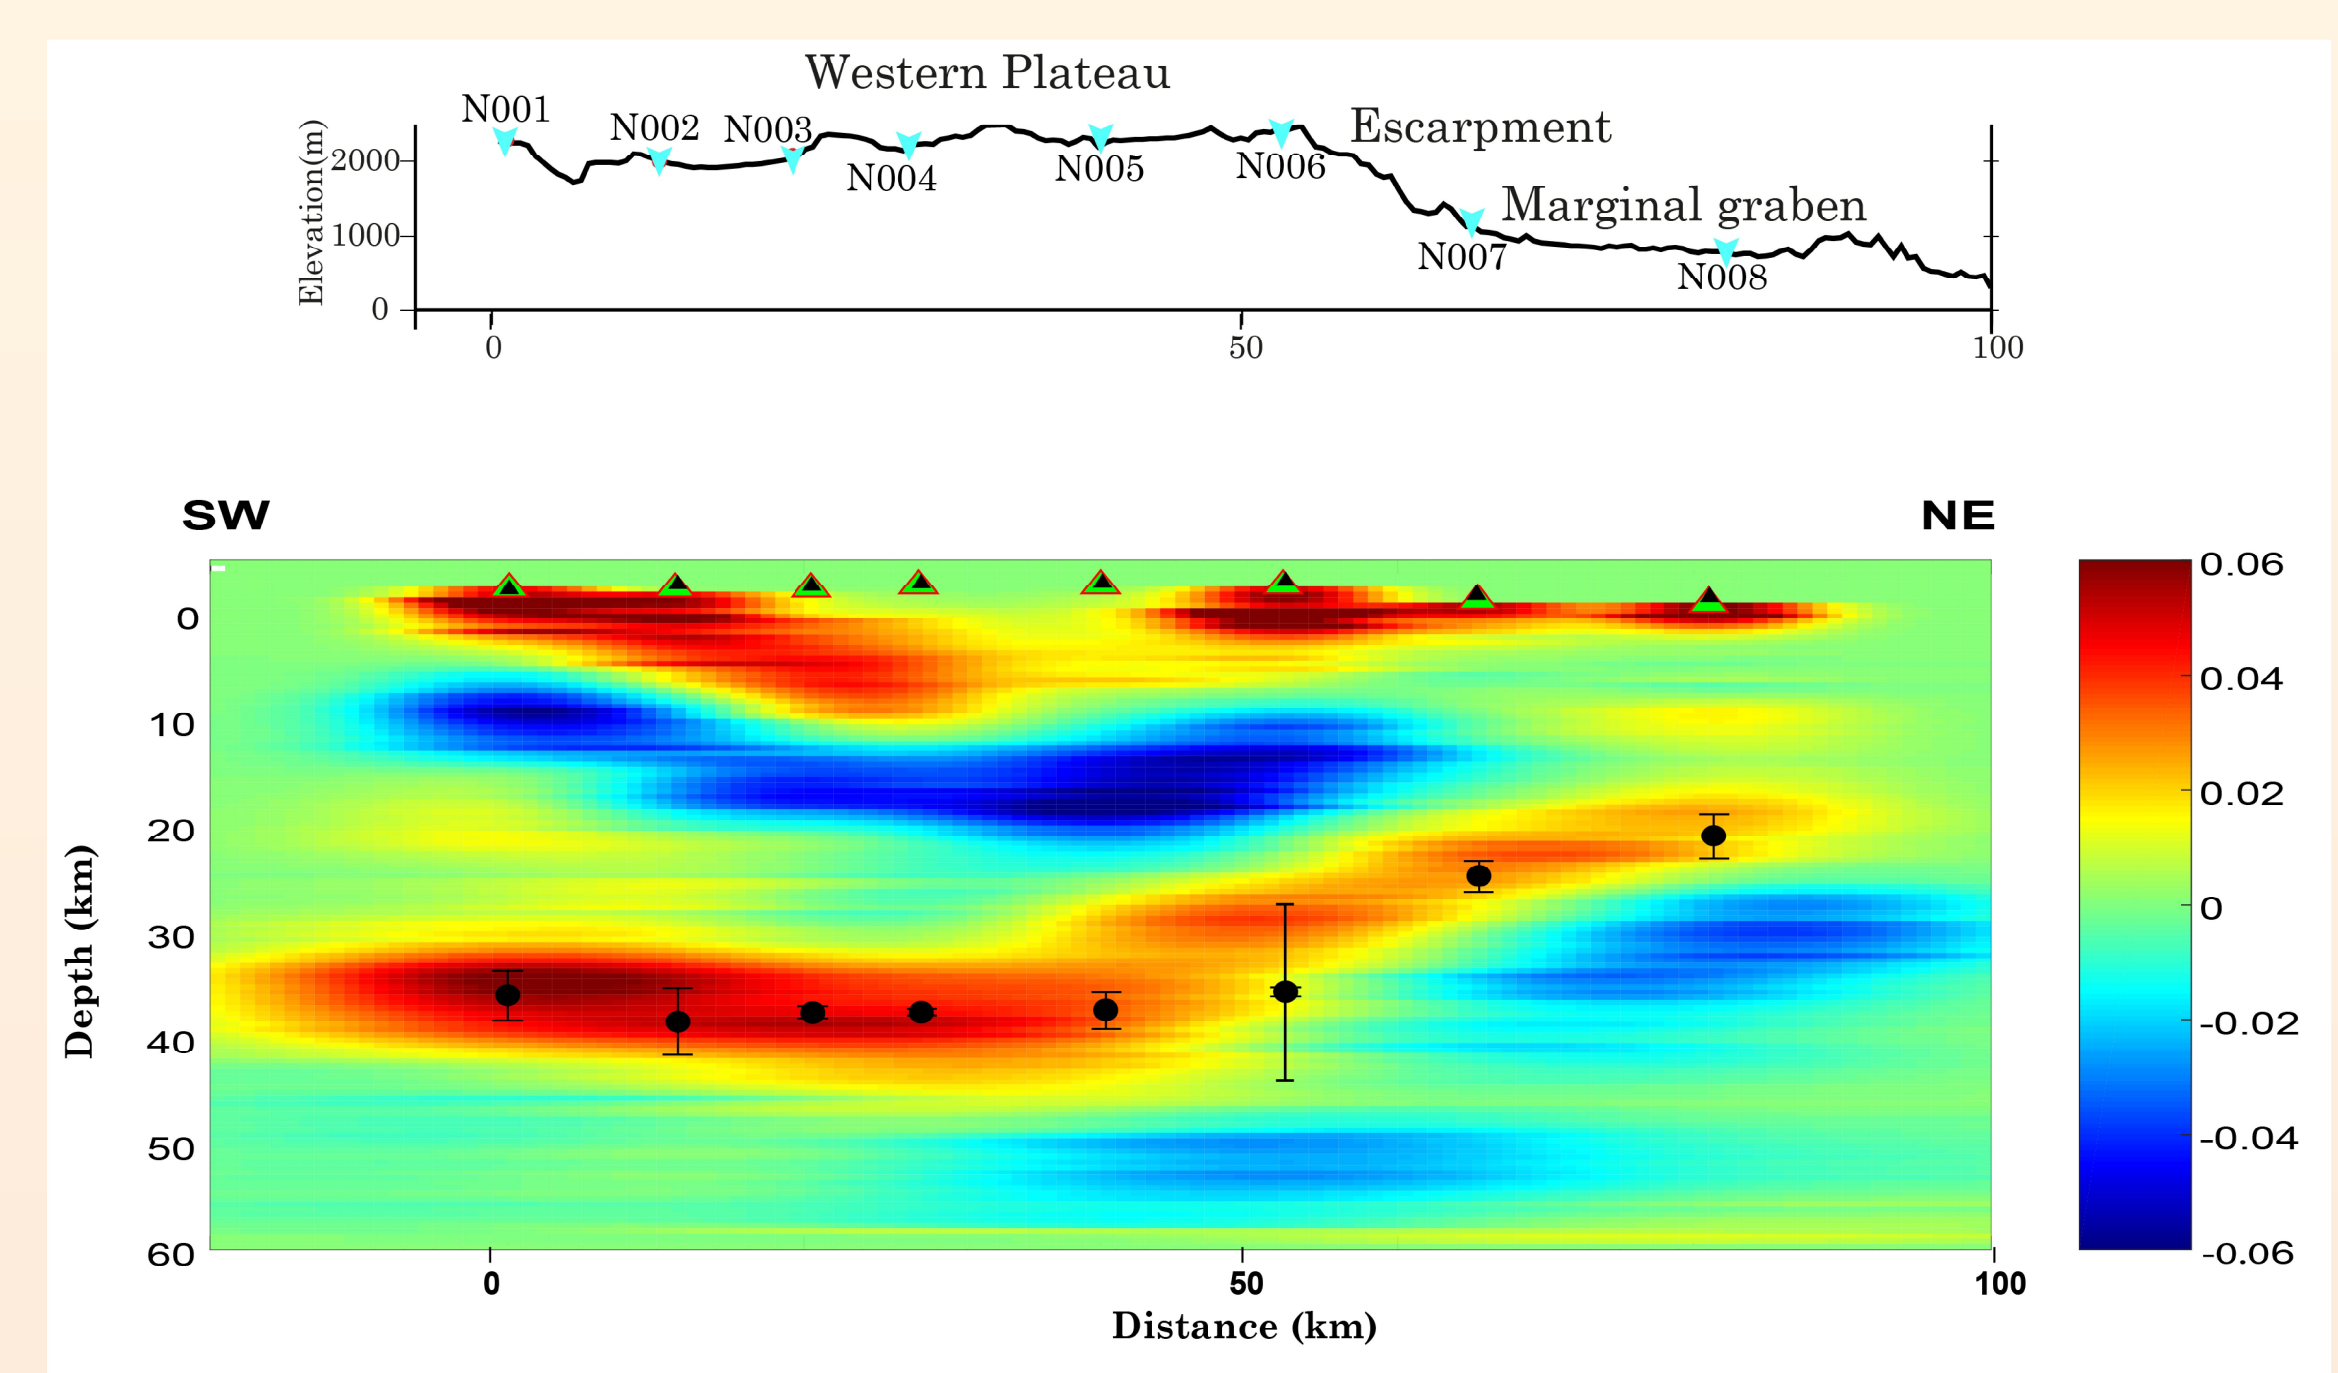 Western Plateau
N001
N002 N003
Escarpment
Elevation(m)
2000
N004 N005 N006
Marginal graben
1000
N007
N008
0
0 50 100
SW NE
0
10
20
30
40
50
60
Depth (km)
0.06
0.04
0.02
0
-0.02
-0.04
-0.06
0 50 100
Distance (km)